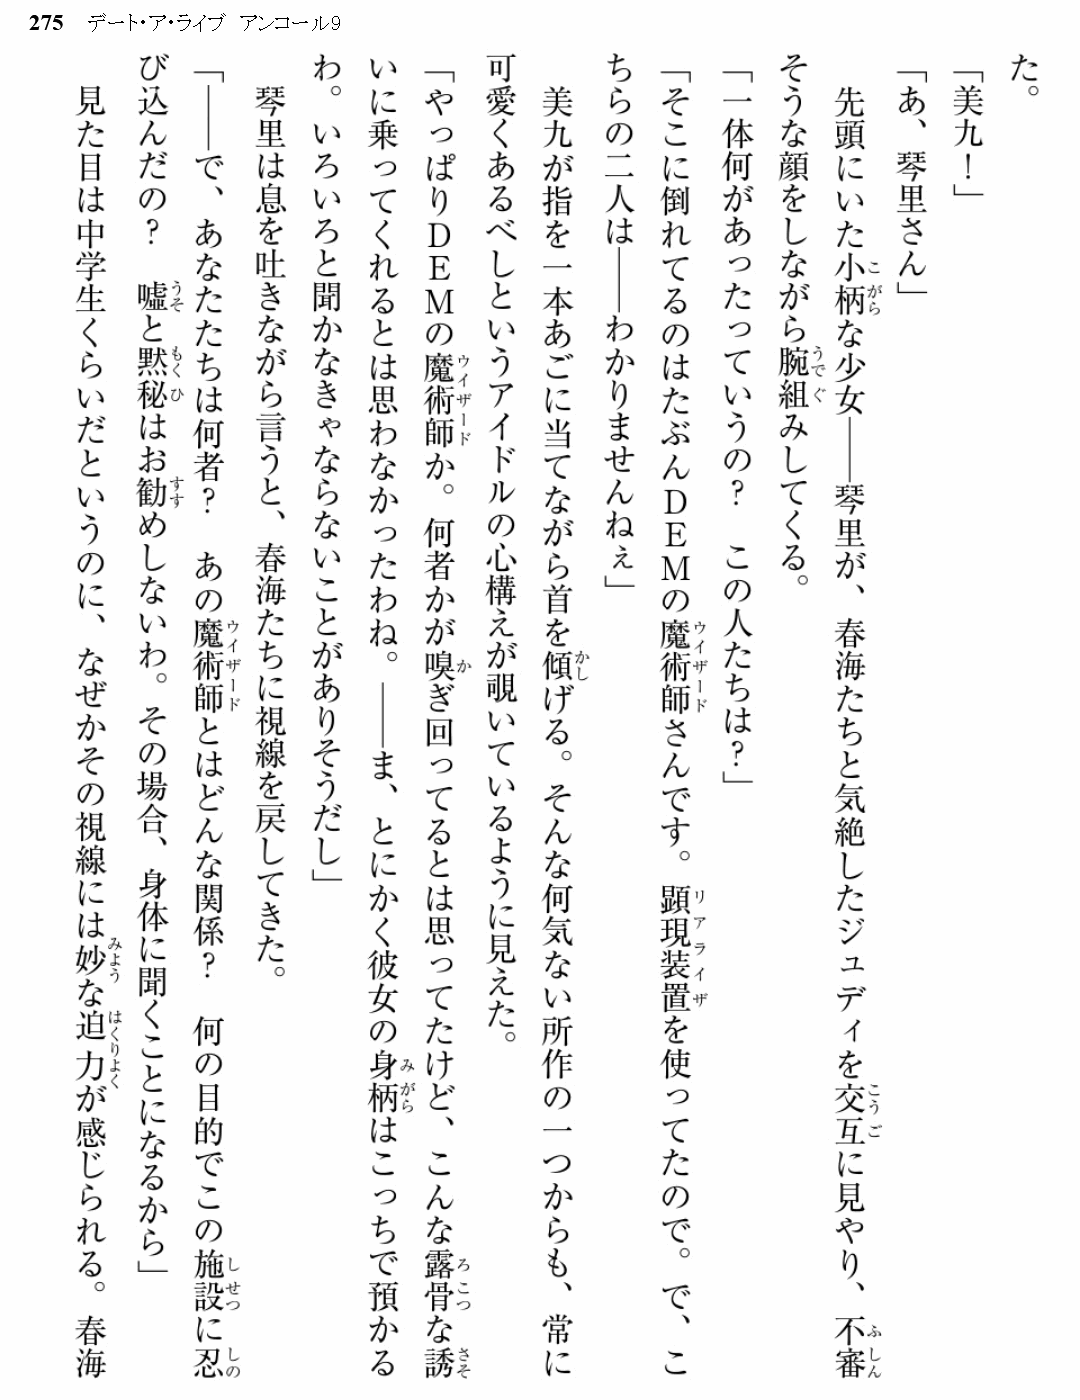 275　デート・ア・ライブ　アンコール9
た。
「美九！」
「あ、琴里さん」
　先頭にいた小柄な少女――琴里が、春海たちと気絶したジュディを交互に見やり、不審
そうな顔をしながら腕組みしてくる。
「一体何があったっていうの？　この人たちは？」
「そこに倒れてるのはたぶんＤＥＭの魔術師さんです。顕現装置を使ってたので。で、こ
ちらの二人は――わかりませんねぇ」
　美九が指を一本あごに当てながら首を傾げる。そんな何気ない所作の一つからも、常に
可愛くあるべしというアイドルの心構えが覗いているように見えた。
「やっぱりＤＥＭの魔術師か。何者かが嗅ぎ回ってるとは思ってたけど、こんな露骨な誘
いに乗ってくれるとは思わなかったわね。――ま、とにかく彼女の身柄はこっちで預かる
わ。いろいろと聞かなきゃならないことがありそうだし」
　琴里は息を吐きながら言うと、春海たちに視線を戻してきた。
「――で、あなたたちは何者？　あの魔術師とはどんな関係？　何の目的でこの施設に忍
び込んだの？　嘘と黙秘はお勧めしないわ。その場合、身体に聞くことになるから」
　見た目は中学生くらいだというのに、なぜかその視線には妙な迫力が感じられる。春海